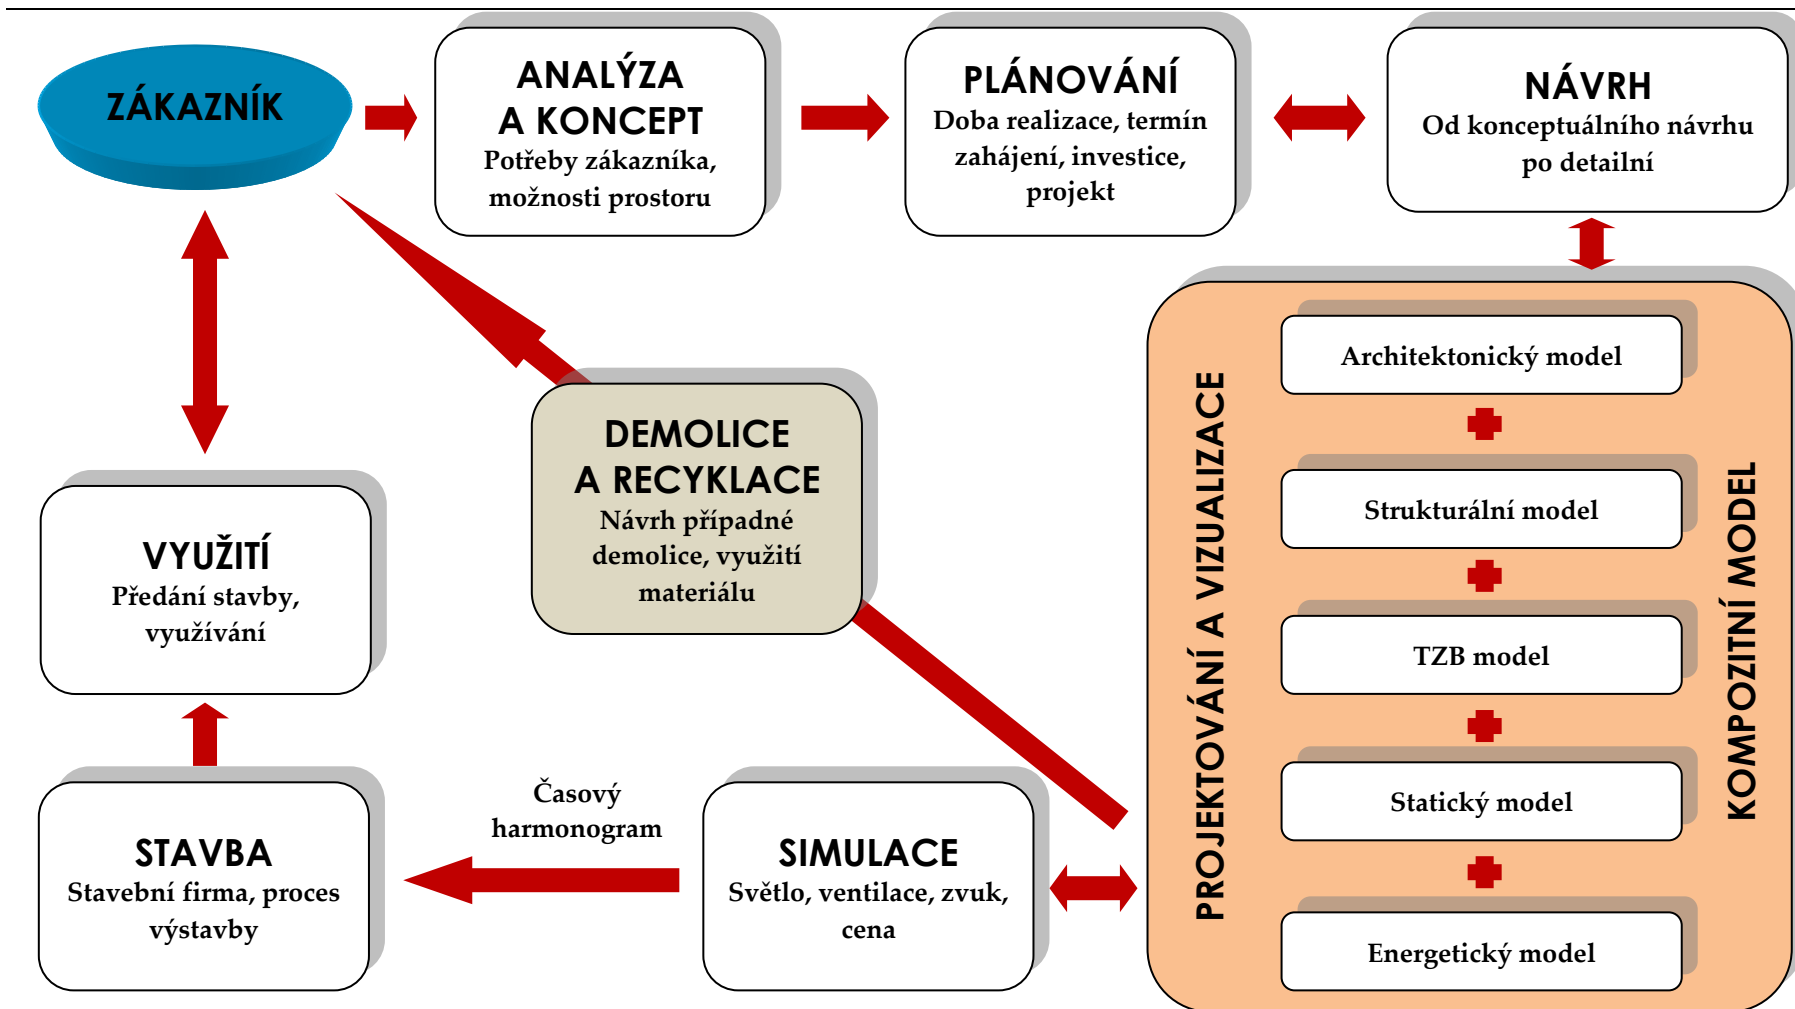 ZÁKAZNÍK
ANALÝZA
A KONCEPT
Potřeby zákazníka,
možnosti prostoru
PLÁNOVÁNÍ
Doba realizace, termín
zahájení, investice,
projekt
NÁVRH
Od konceptuálního návrhu
po detailní
PROJEKTOVÁNÍ A VIZUALIZACE
Architektonický model
Strukturální model
TZB model
Statický model
Energetický model
KOMPOZITNÍ MODEL
DEMOLICE
A RECYKLACE
Návrh případné
demolice, využití
materiálu
VYUŽITÍ
Předání stavby,
využívání
STAVBA
Stavební firma, proces
výstavby
Časový
harmonogram
SIMULACE
Světlo, ventilace, zvuk,
cena